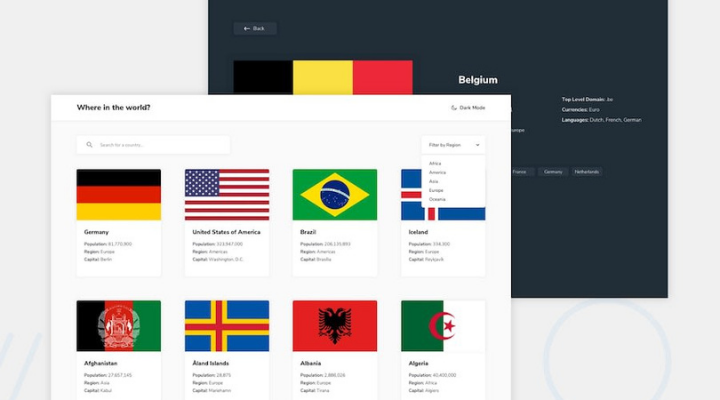 ← Back
Belgium
Top Level Domain: .be
Currencies: Euro
Languages: Dutch, French, German
France Germany Netherlands
Where in the world?
Dark Mode
Search for a country...
Filter by Region
Africa
America
Asia
Europe
Oceania
Germany
Population: 81,770,900
Region: Europe
Capital: Berlin
United States of America
Population: 323,947,000
Region: Americas
Capital: Washington, D.C.
Brazil
Population: 206,135,893
Region: Americas
Capital: Brasília
Iceland
Population: 334,300
Region: Europe
Capital: Reykjavík
Afghanistan
Population: 27,657,145
Region: Asia
Capital: Kabul
Åland Islands
Population: 28,875
Region: Europe
Capital: Mariehamn
Albania
Population: 2,886,026
Region: Europe
Capital: Tirana
Algeria
Population: 40,400,000
Region: Africa
Capital: Algiers